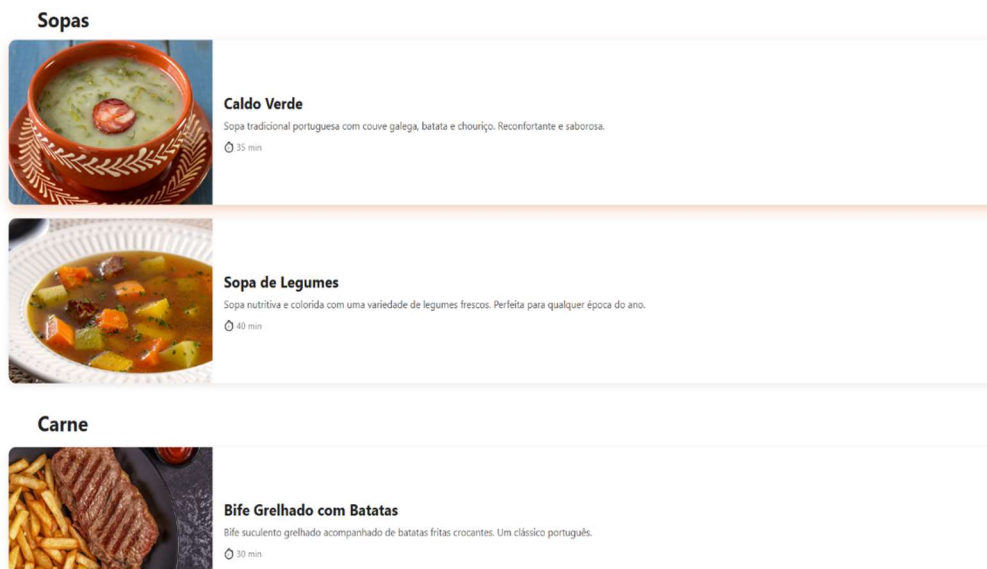 Sopas
Caldo Verde
Sopa tradicional portuguesa com couve galega, batata e chouriço. Reconfortante e saborosa.
35 min
Sopa de Legumes
Sopa nutritiva e colorida com uma variedade de legumes frescos. Perfeita para qualquer época do ano.
40 min
Carne
Bife Grelhado com Batatas
Bife suculento grelhado acompanhado de batatas fritas crocantes. Um clássico português.
30 min